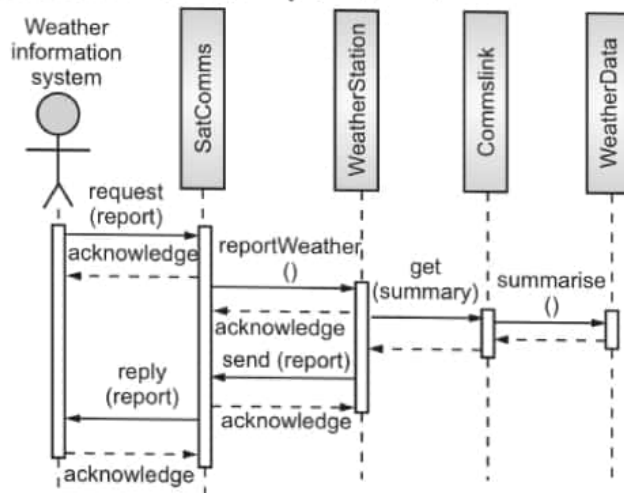 Weather
information
system
SatComms
WeatherStation
Commslink
WeatherData
request
(report)
acknowledge
reportWeather
()
get
(summary)
summarise
()
acknowledge
send (report)
reply
(report)
acknowledge
acknowledge